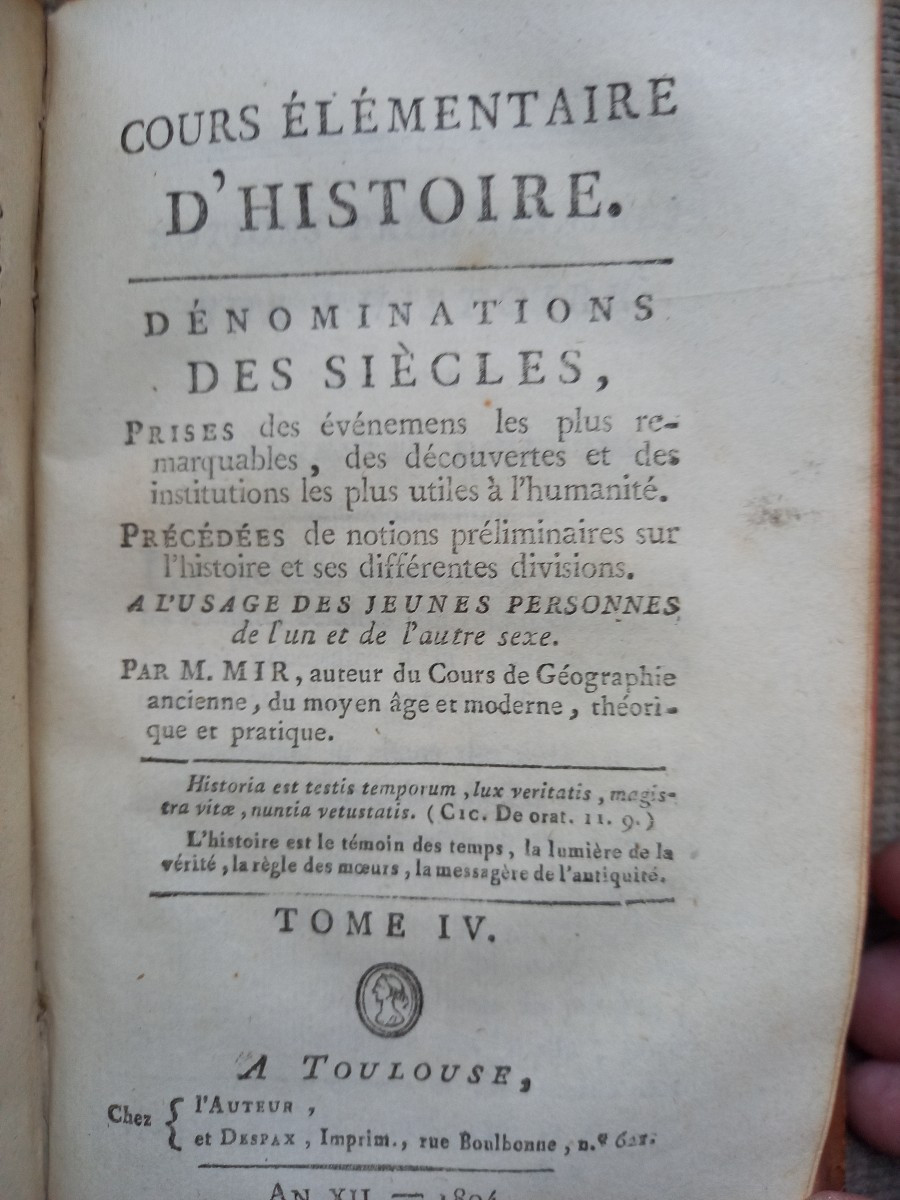 COURS ÉLÉMENTAIRE
D'HISTOIRE.
DÉNOMINATIONS
DES SIÈCLES,
PRISES des événemens les plus re-
marquables, des découvertes et des
institutions les plus utiles à l'humanité.
PRÉCÉDÉES de notions préliminaires sur
l'histoire et ses différentes divisions.
A L'USAGE DES JEUNES PERSONNES
de l'un et de l'autre sexe.
PAR M. MIR, auteur du Cours de Géographie
ancienne, du moyen âge et moderne, théori-
que et pratique.
Historia est testis temporum, lux veritatis, magis-
tra vitæ, nuntia vetustatis. (CIC. De orat. 11. 9.)
L'histoire est le témoin des temps, la lumière de la
vérité, la règle des mœurs, la messagère de l'antiquité.
TOME IV.
A TOULOUSE,
Chez { l'AUTEUR,
et DESPAX, Imprim., rue Boulbonne, n.º
AN XII — 1804